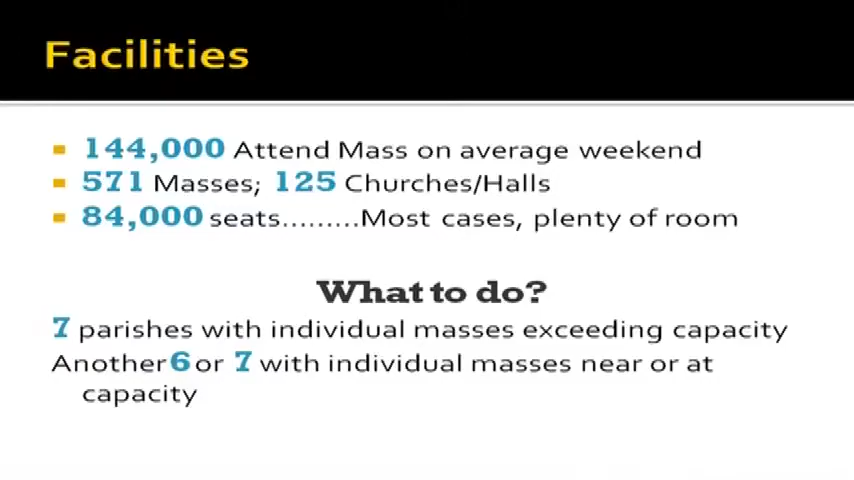 Facilities
144,000 Attend Mass on average weekend
571 Masses; 125 Churches/Halls
84,000 seats.........Most cases, plenty of room
What to do?
7 parishes with individual masses exceeding capacity
Another 6 or 7 with individual masses near or at
capacity